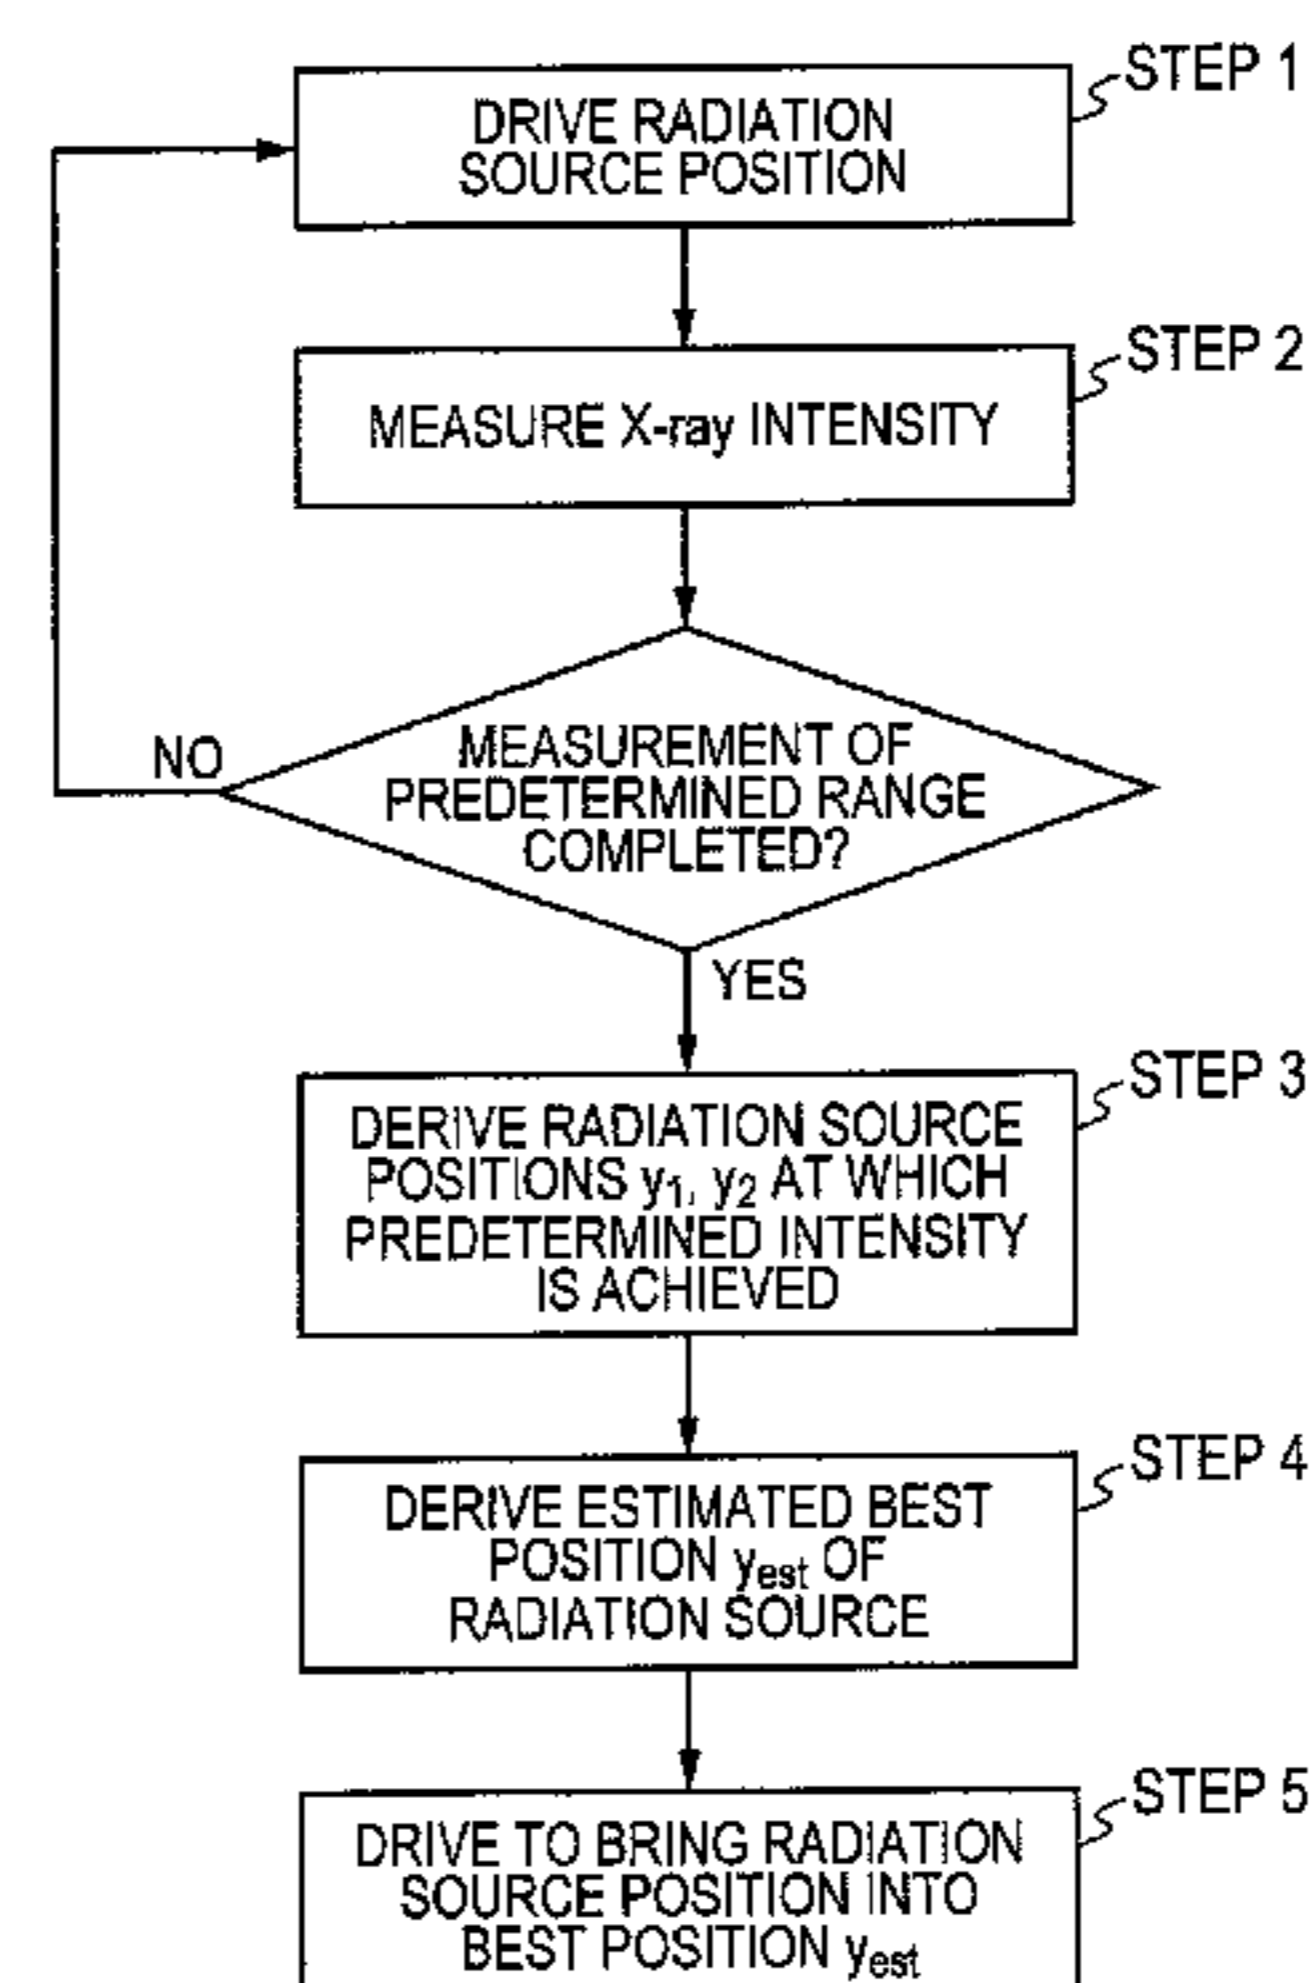 STEP 1
DRIVE RADIATION
SOURCE POSITION
STEP 2
MEASURE X-ray INTENSITY
NO
MEASUREMENT OF
PREDETERMINED RANGE
COMPLETED?
YES
STEP 3
DERIVE RADIATION SOURCE
POSITIONS y1, y2 AT WHICH
PREDETERMINED INTENSITY
IS ACHIEVED
STEP 4
DERIVE ESTIMATED BEST
POSITION yest OF
RADIATION SOURCE
STEP 5
DRIVE TO BRING RADIATION
SOURCE POSITION INTO
BEST POSITION yest